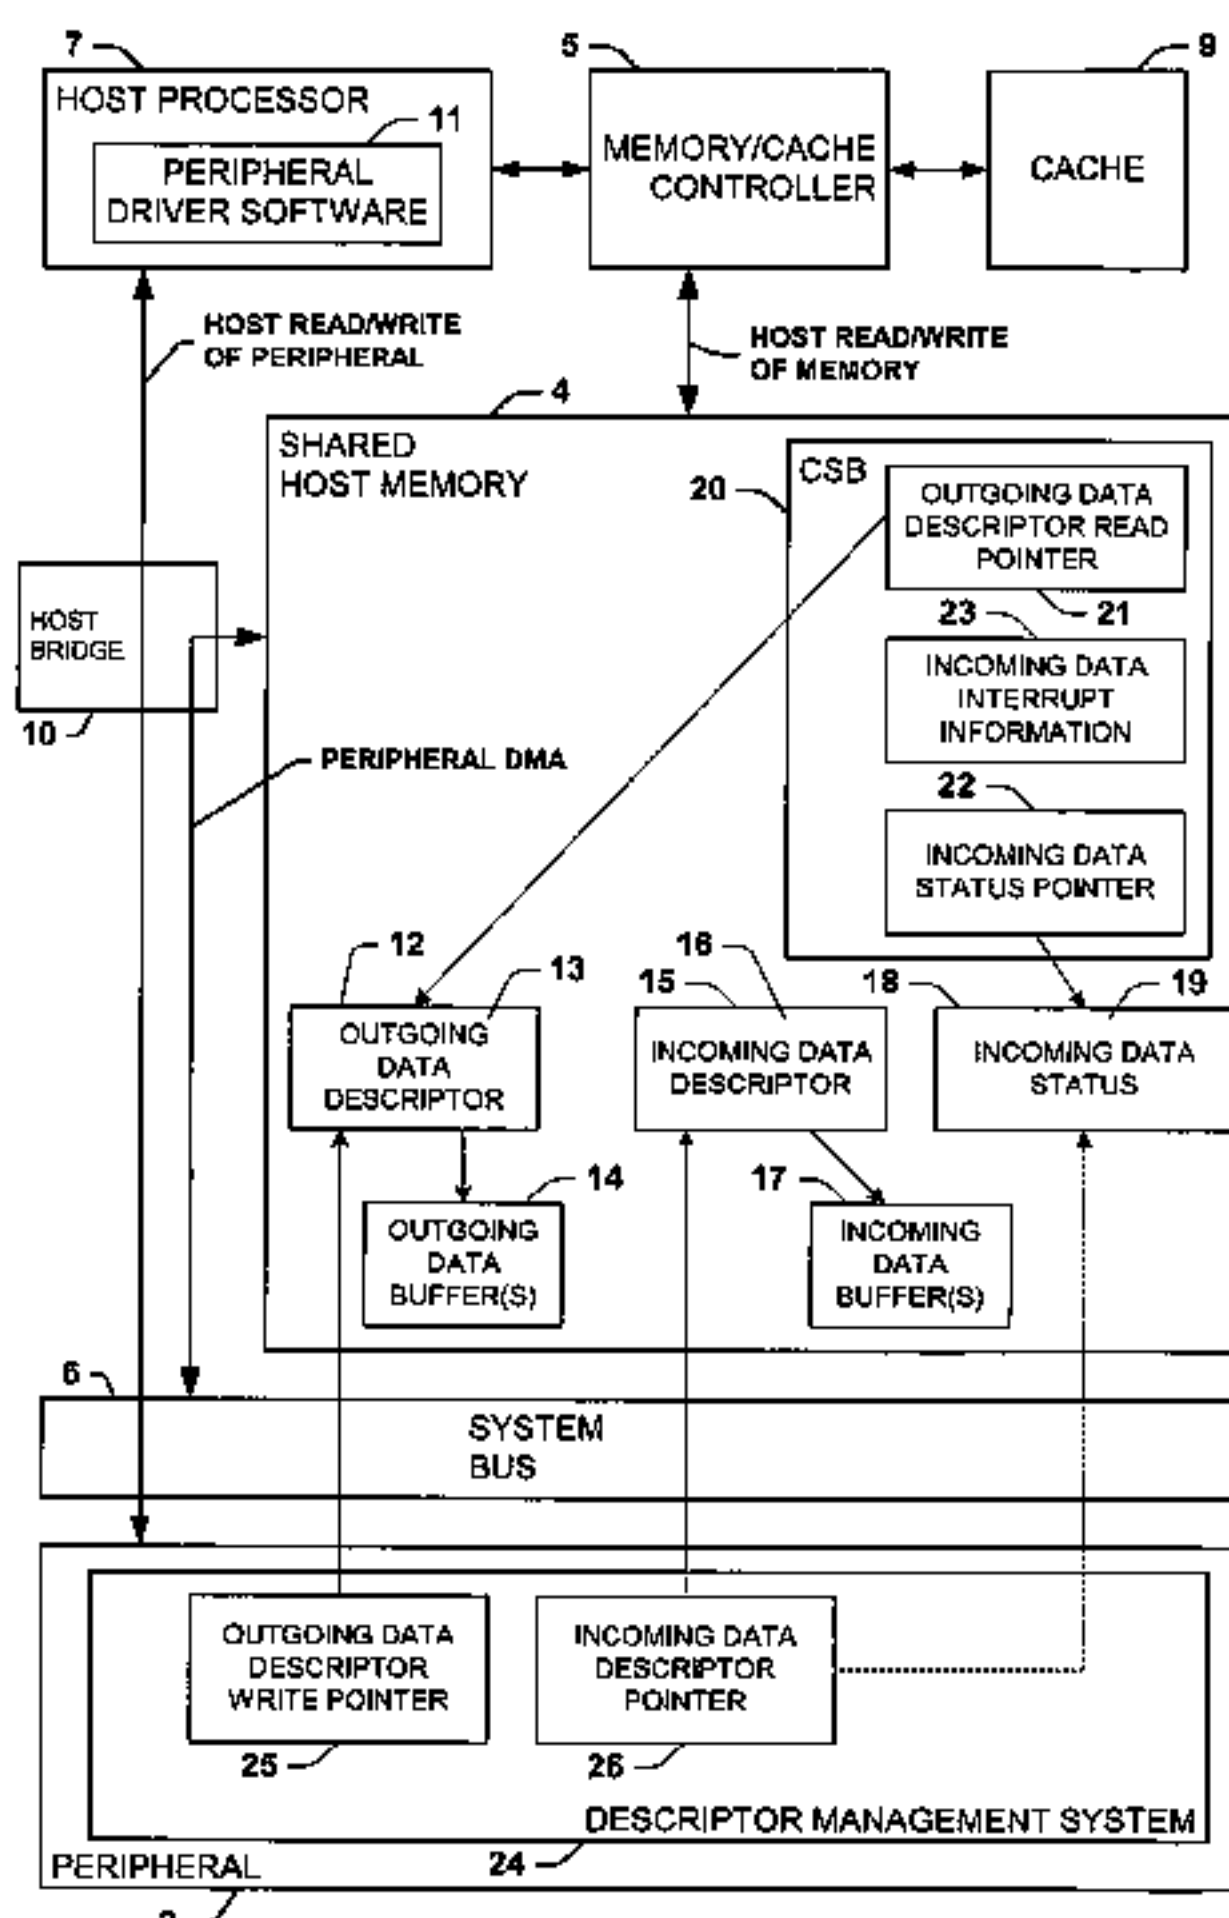 7
5
9
HOST PROCESSOR
11
PERIPHERAL
DRIVER SOFTWARE
MEMORY/CACHE
CONTROLLER
CACHE
HOST READ/WRITE
OF PERIPHERAL
HOST READ/WRITE
OF MEMORY
4
SHARED
HOST MEMORY
20
CSB
OUTGOING DATA
DESCRIPTOR READ
POINTER
21
23
HOST
BRIDGE
10
INCOMING DATA
INTERRUPT
INFORMATION
PERIPHERAL DMA
22
INCOMING DATA
STATUS POINTER
12
13
16
15
18
19
OUTGOING
DATA
DESCRIPTOR
INCOMING DATA
DESCRIPTOR
INCOMING DATA
STATUS
14
17
OUTGOING
DATA
BUFFER(S)
INCOMING
DATA
BUFFER(S)
6
SYSTEM
BUS
OUTGOING DATA
DESCRIPTOR
WRITE POINTER
INCOMING DATA
DESCRIPTOR
POINTER
25
26
DESCRIPTOR MANAGEMENT SYSTEM
24
PERIPHERAL